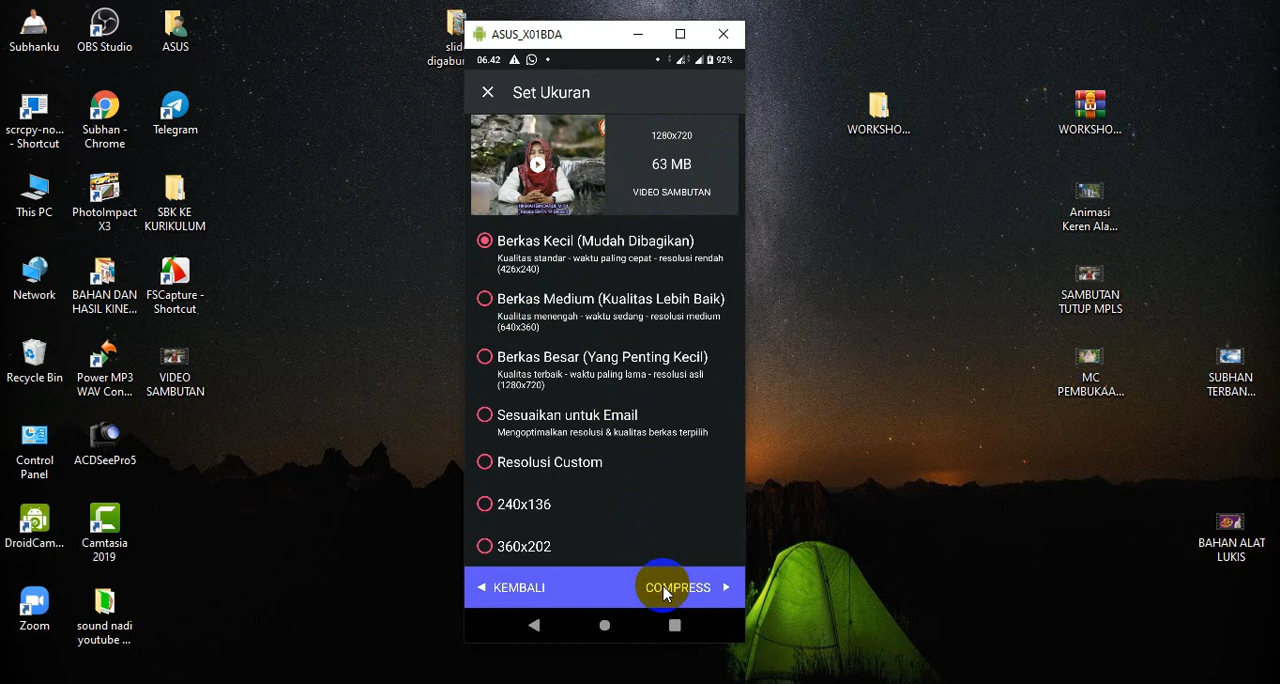 Subhanku
OBS Studio
ASUS
scrcpy-no...
- Shortcut
Subhan -
Chrome
Telegram
This PC
PhotoImpact
X3
SBK KE
KURIKULUM
Network
BAHAN DAN
HASIL KINE...
FSCapture -
Shortcut
Recycle Bin
Power MP3
WAV Con...
VIDEO
SAMBUTAN
Control
Panel
ACDSeePro5
DroidCam...
Camtasia
2019
Zoom
sound nadi
youtube ...
slid
digabun
ASUS_X01BDA
06.42
92%
Set Ukuran
1280x720
63 MB
VIDEO SAMBUTAN
Berkas Kecil (Mudah Dibagikan)
Kualitas standar - waktu paling cepat - resolusi rendah
(426x240)
Berkas Medium (Kualitas Lebih Baik)
Kualitas menengah - waktu sedang - resolusi medium
(640x360)
Berkas Besar (Yang Penting Kecil)
Kualitas terbaik - waktu paling lama - resolusi asli
(1280x720)
Sesuaikan untuk Email
Mengoptimalkan resolusi & kualitas berkas terpilih
Resolusi Custom
240x136
360x202
KEMBALI
COMPRESS
WORKSHO...
WORKSHO...
Animasi
Keren Ala...
SAMBUTAN
TUTUP MPLS
MC
PEMBUKAA...
SUBHAN
TERBAN...
BAHAN ALAT
LUKIS